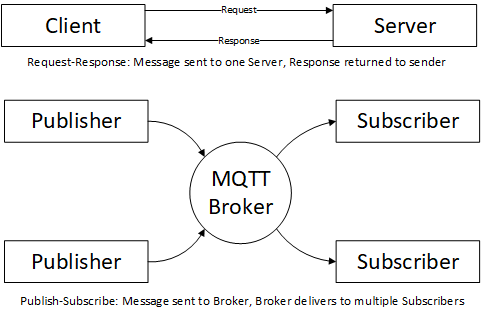 Client
Request
Server
Response
Request-Response: Message sent to one Server, Response returned to sender
Publisher
Subscriber
MQTT
Broker
Publisher
Subscriber
Publish-Subscribe: Message sent to Broker, Broker delivers to multiple Subscribers